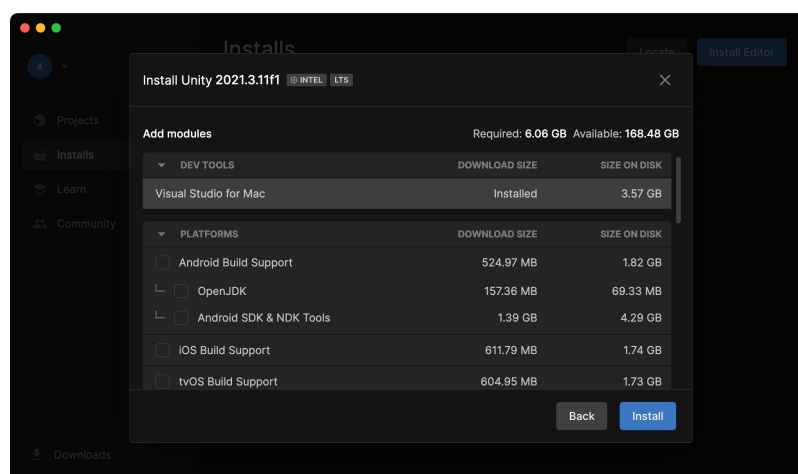 Installs
Locate
Install Editor
X
Projects
Installs
Learn
Community
Downloads
Install Unity 2021.3.11f1 INTEL LTS
Add modules Required: 6.06 GB Available: 168.48 GB
DEV TOOLS DOWNLOAD SIZE SIZE ON DISK
Visual Studio for Mac Installed 3.57 GB
PLATFORMS DOWNLOAD SIZE SIZE ON DISK
Android Build Support 524.97 MB 1.82 GB
OpenJDK 157.36 MB 69.33 MB
Android SDK & NDK Tools 1.39 GB 4.29 GB
iOS Build Support 611.79 MB 1.74 GB
tvOS Build Support 604.95 MB 1.73 GB
Back Install